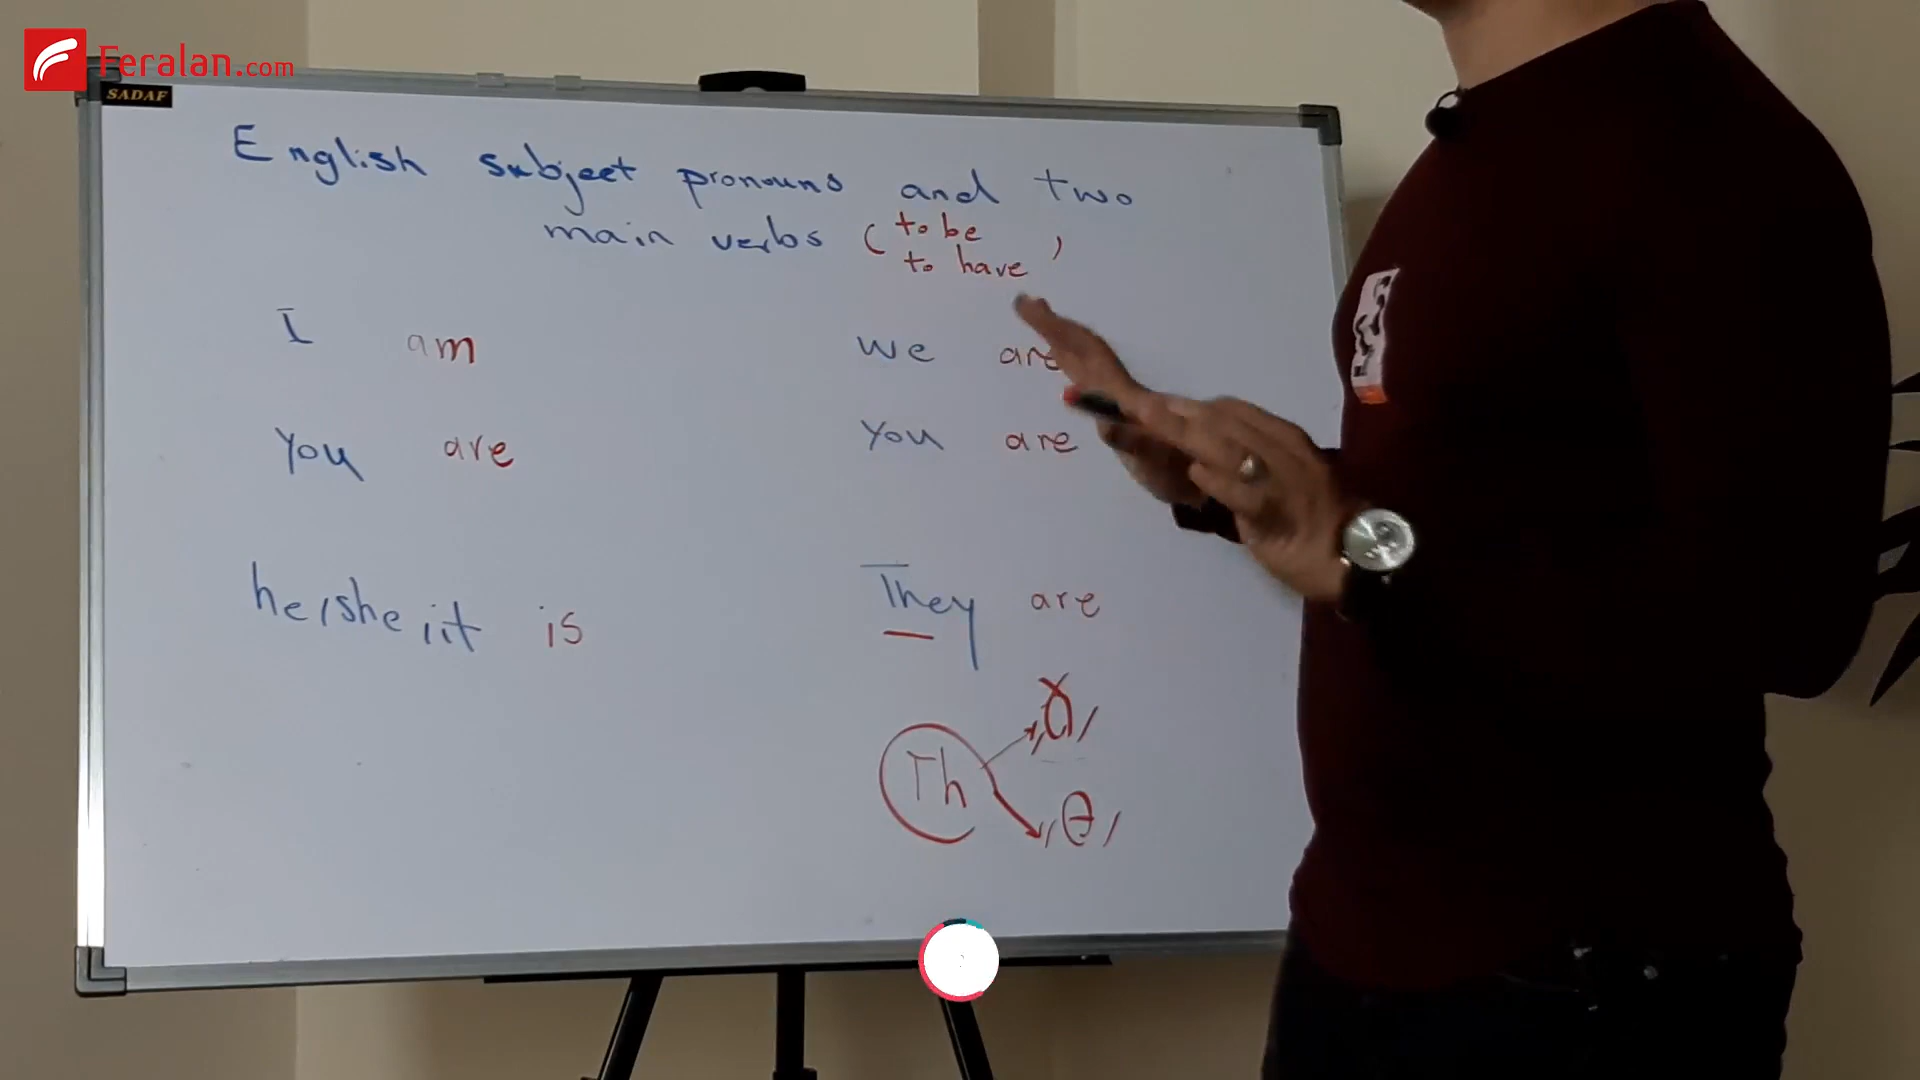 Feralan.com
SADAF
English subject pronouns and two
main verbs ( to be
to have )
I am
We are
You are
You are
he/she/it is
They are
Th
/ð/
/θ/